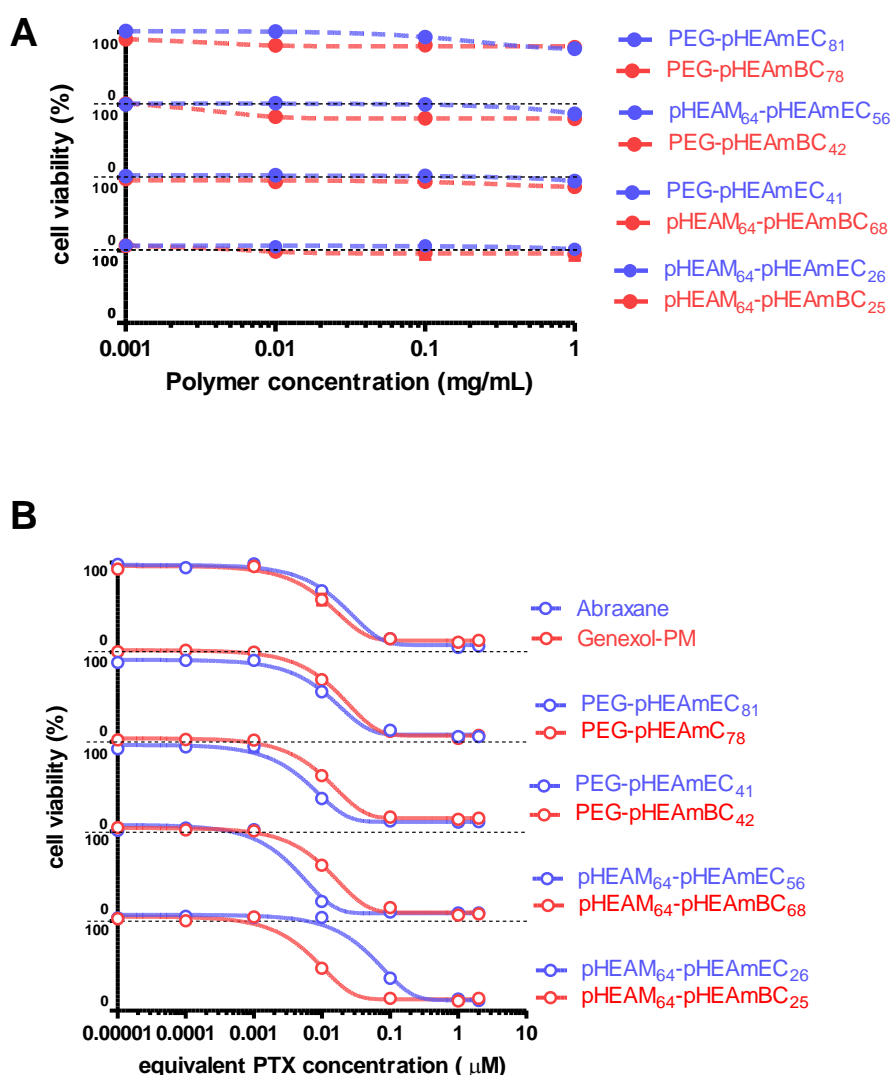 A
cell viability (%)
100
0
100
0
100
0
100
0
0.001 0.01 0.1 1
Polymer concentration (mg/mL)
PEG-pHEAmEC81
PEG-pHEAmBC78
pHEAM64-pHEAmEC56
PEG-pHEAmBC42
PEG-pHEAmEC41
pHEAM64-pHEAmBC68
pHEAM64-pHEAmEC26
pHEAM64-pHEAmBC25
B
cell viability (%)
100
0
100
0
100
0
100
0
100
0
0.00001 0.0001 0.001 0.01 0.1 1 10
equivalent PTX concentration ( μM)
Abraxane
Genexol-PM
PEG-pHEAmEC81
PEG-pHEAmC78
PEG-pHEAmEC41
PEG-pHEAmBC42
pHEAM64-pHEAmEC56
pHEAM64-pHEAmBC68
pHEAM64-pHEAmEC26
pHEAM64-pHEAmBC25